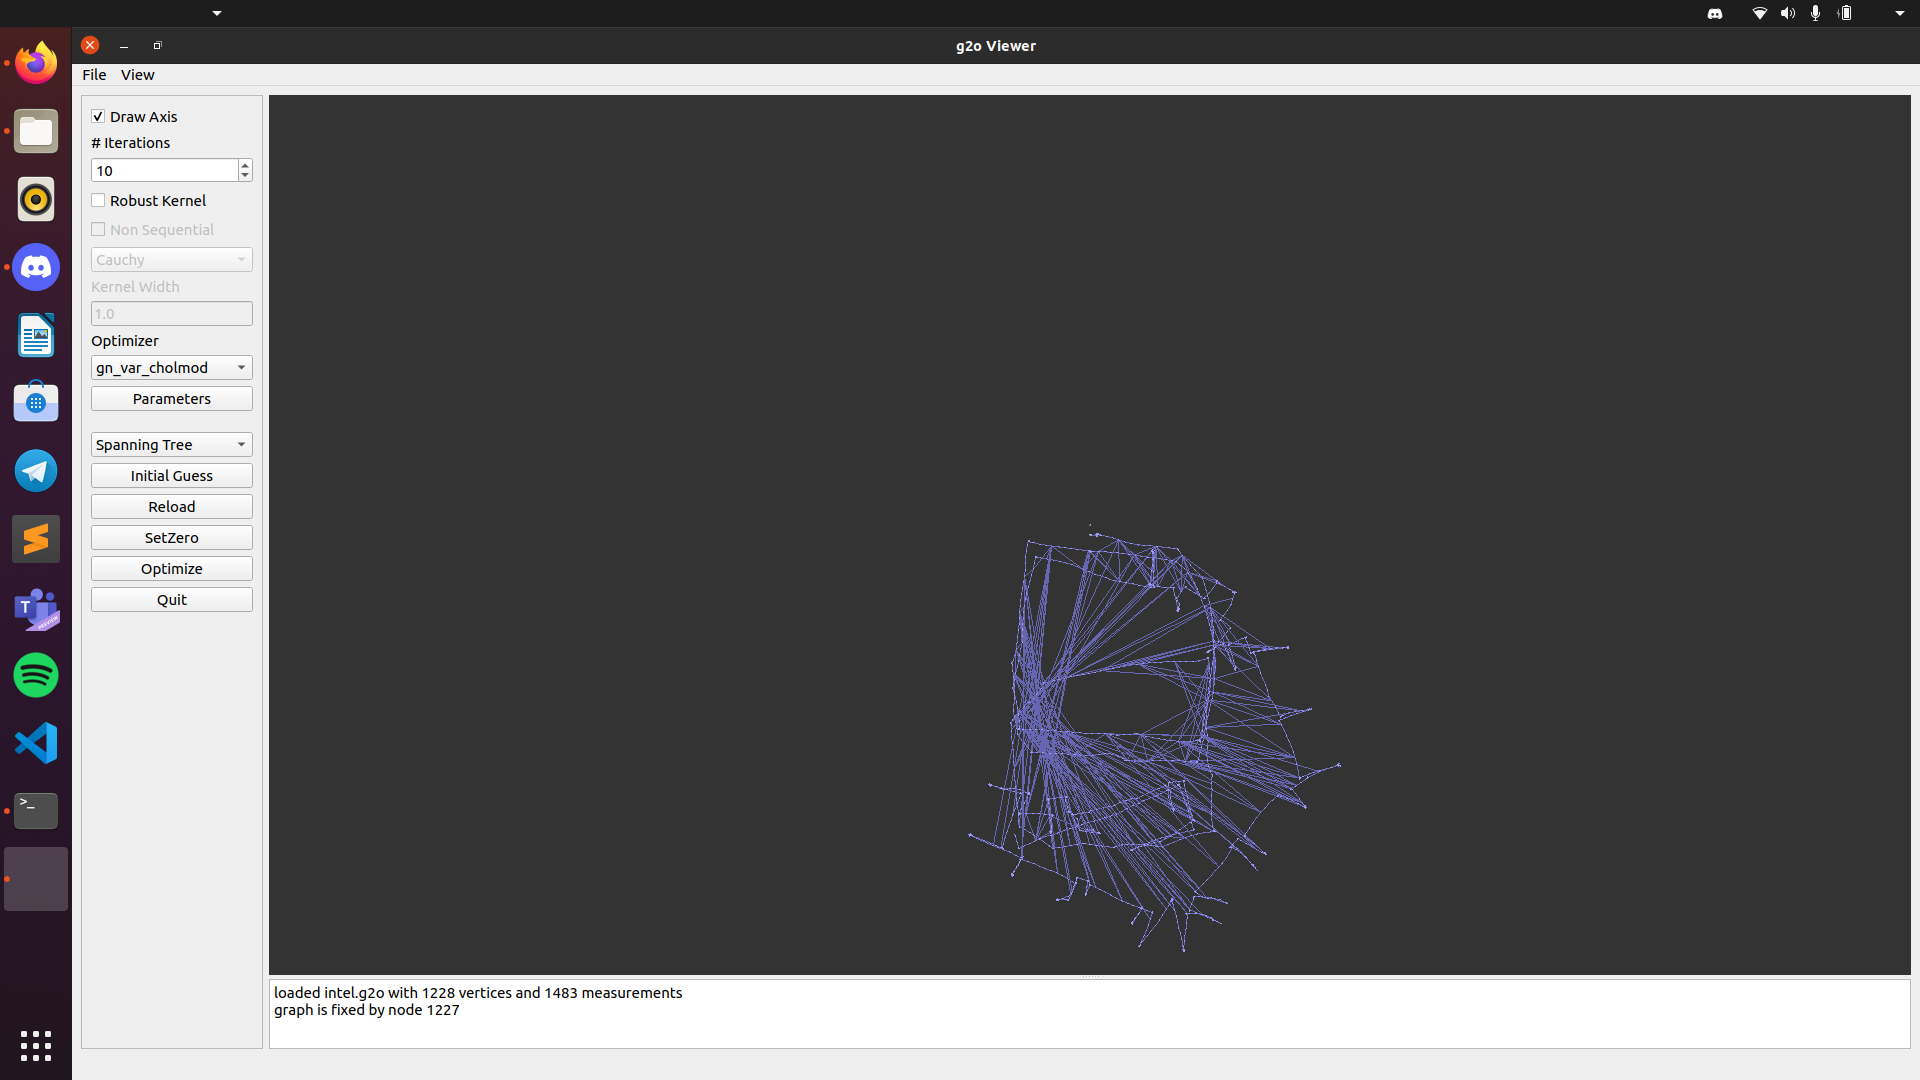 g2o Viewer
File View
Draw Axis
# Iterations
10
Robust Kernel
Non Sequential
Cauchy
Kernel Width
1.0
Optimizer
gn_var_cholmod
Parameters
Spanning Tree
Initial Guess
Reload
SetZero
Optimize
Quit
loaded intel.g2o with 1228 vertices and 1483 measurements
graph is fixed by node 1227